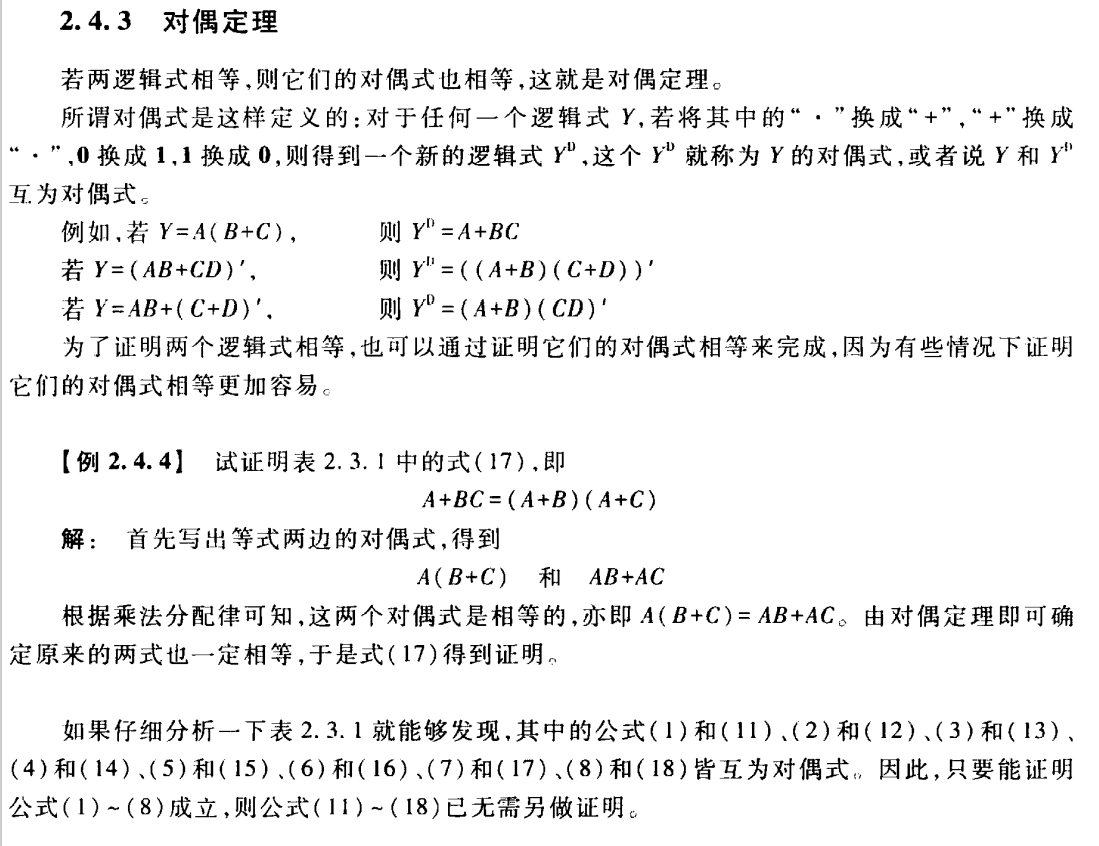 2.4.3 对偶定理
若两逻辑式相等,则它们的对偶式也相等,这就是对偶定理。
所谓对偶式是这样定义的:对于任何一个逻辑式 Y,若将其中的“·”换成“+”,“+”换成
“·”,0 换成 1,1 换成 0,则得到一个新的逻辑式 Yᴰ,这个 Yᴰ 就称为 Y 的对偶式,或者说 Y 和 Yᴰ
互为对偶式。
例如,若 Y=A(B+C), 则 Yᴰ=A+BC
若 Y=(AB+CD)′, 则 Yᴰ=((A+B)(C+D))′
若 Y=AB+(C+D)′, 则 Yᴰ=(A+B)(CD)′
为了证明两个逻辑式相等,也可以通过证明它们的对偶式相等来完成,因为有些情况下证明
它们的对偶式相等更加容易。
【例 2.4.4】 试证明表 2.3.1 中的式(17),即
A+BC=(A+B)(A+C)
解: 首先写出等式两边的对偶式,得到
A(B+C) 和 AB+AC
根据乘法分配律可知,这两个对偶式是相等的,亦即 A(B+C)=AB+AC。由对偶定理即可确
定原来的两式也一定相等,于是式(17)得到证明。
如果仔细分析一下表 2.3.1 就能够发现,其中的公式(1)和(11)、(2)和(12)、(3)和(13)、
(4)和(14)、(5)和(15)、(6)和(16)、(7)和(17)、(8)和(18)皆互为对偶式。因此,只要能证明
公式(1)~(8)成立,则公式(11)~(18)已无需另做证明。